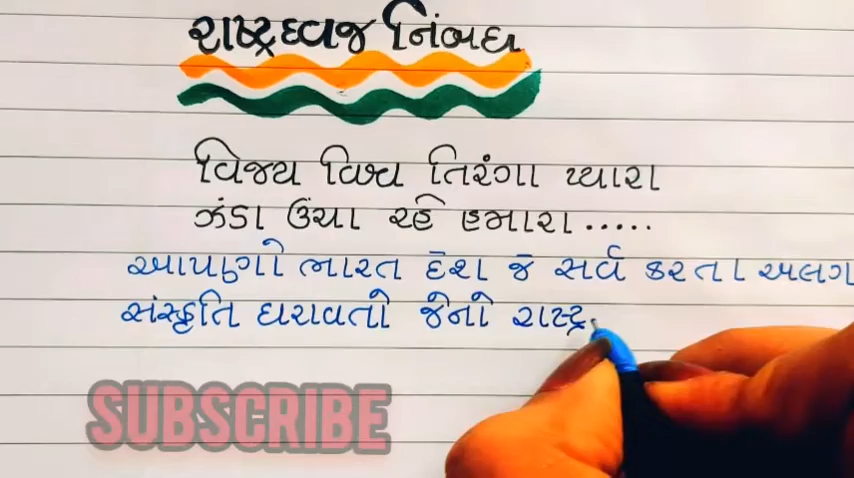 રાષ્ટ્રધ્વજ નિબંધ
વિજય વિશ્વ તિરંગા પ્યારા
ઝંડા ઉંચા રહે હમારા.....
આપણો ભારત દેશ જે સર્વ કરતા અલગ
સંસ્કૃતિ ધરાવતો જેનો રાષ્ટ્ર
SUBSCRIBE